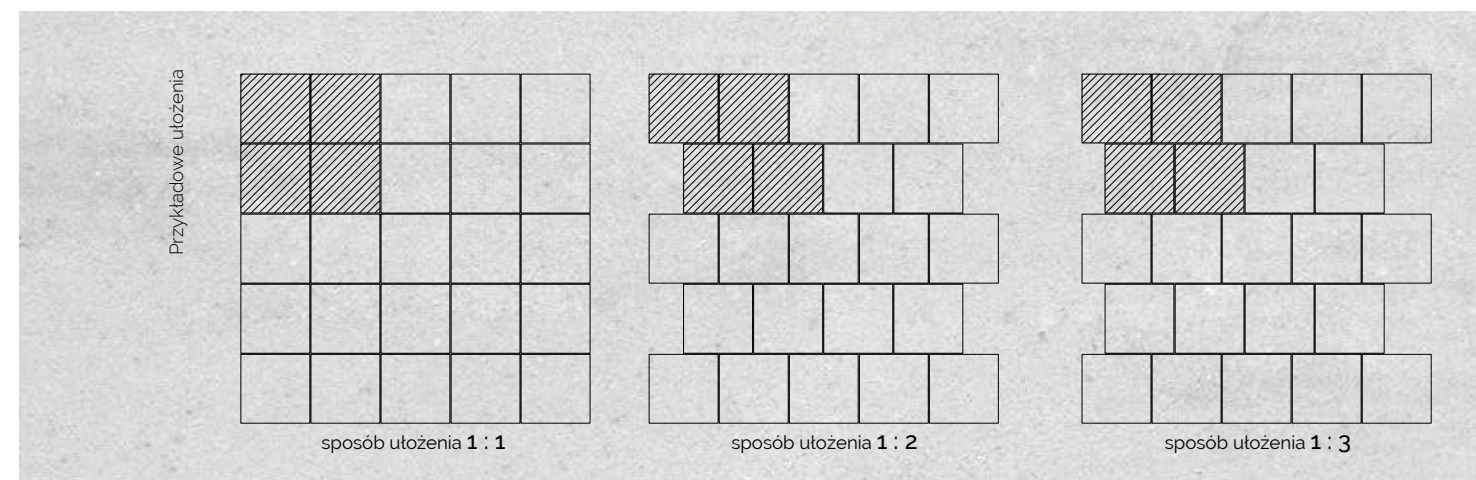 Przykładowe ułożenia
sposób ułożenia 1 : 1
sposób ułożenia 1 : 2
sposób ułożenia 1 : 3